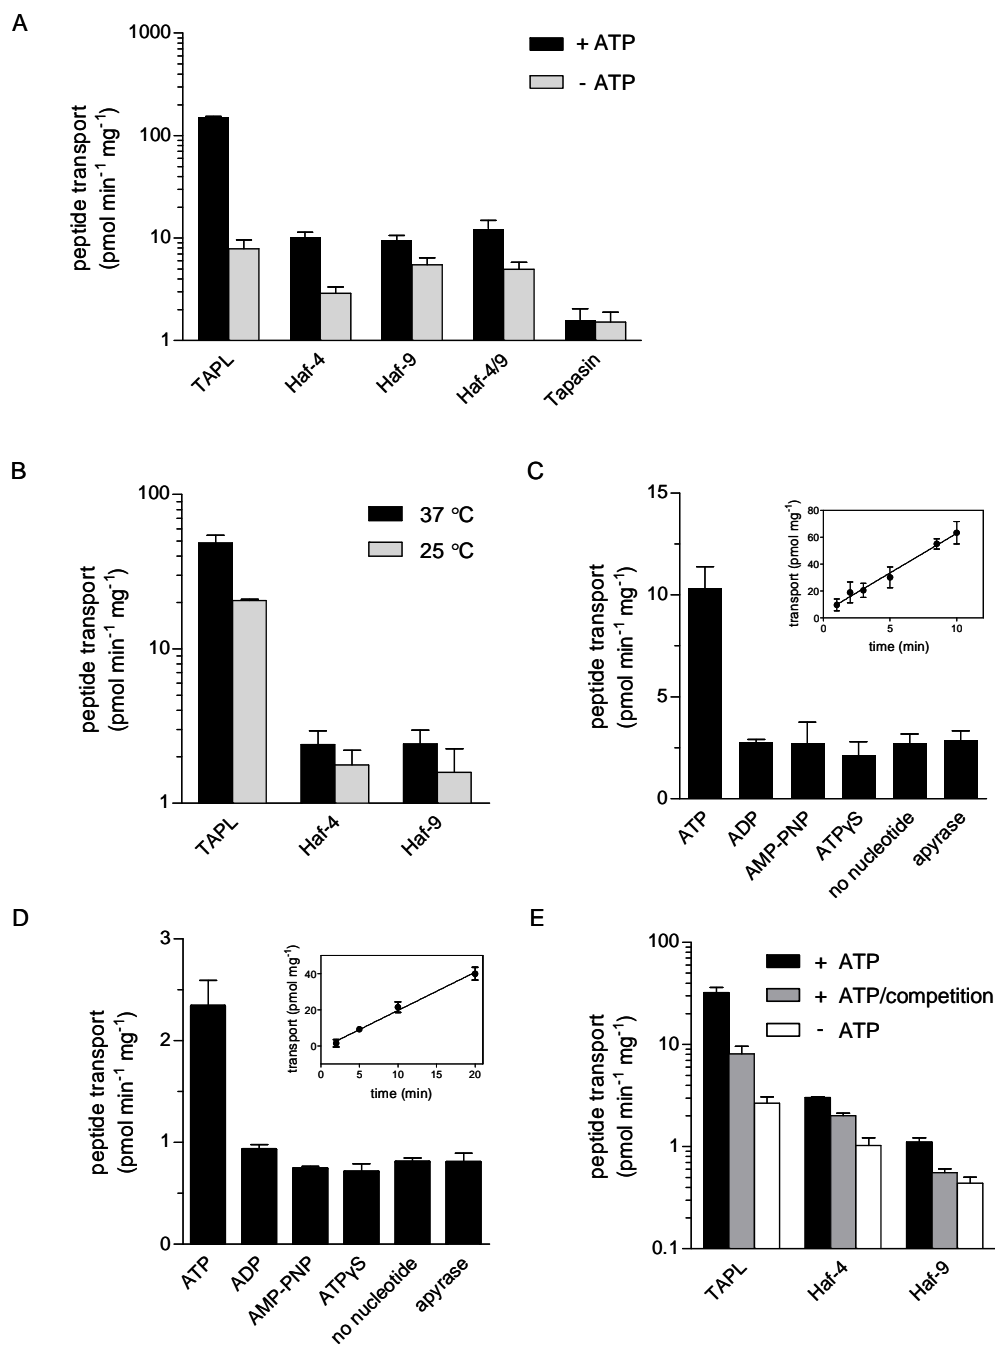 A
1000
100
10
1
peptide transport
(pmol min⁻¹ mg⁻¹)
+ ATP
- ATP
TAPL
Haf-4
Haf-9
Haf-4/9
Tapasin
B
100
10
1
peptide transport
(pmol min⁻¹ mg⁻¹)
37 °C
25 °C
TAPL
Haf-4
Haf-9
C
15
10
5
0
peptide transport
(pmol min⁻¹ mg⁻¹)
80
60
40
20
0
transport (pmol mg⁻¹)
0 5 10
time (min)
ATP
ADP
AMP-PNP
ATPγS
no nucleotide
apyrase
D
3
2
1
0
peptide transport
(pmol min⁻¹ mg⁻¹)
40
20
0
transport (pmol mg⁻¹)
0 5 10 15 20
time (min)
ATP
ADP
AMP-PNP
ATPγS
no nucleotide
apyrase
E
100
10
1
0.1
peptide transport
(pmol min⁻¹ mg⁻¹)
+ ATP
+ ATP/competition
- ATP
TAPL
Haf-4
Haf-9